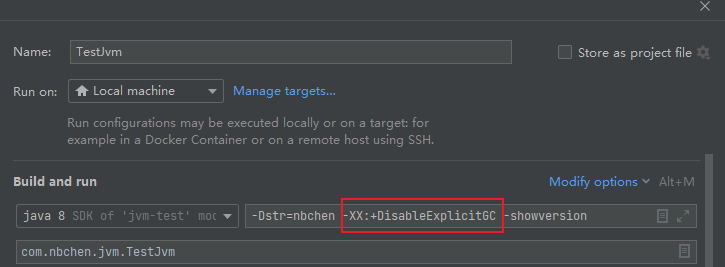 Name: TestJvm Store as project file
Run on: Local machine Manage targets...
Run configurations may be executed locally or on a target: for
example in a Docker Container or on a remote host using SSH.
Build and run Modify options Alt+M
java 8 SDK of 'jvm-test' mod -Dstr=nbchen -XX:+DisableExplicitGC -showversion
com.nbchen.jvm.TestJvm